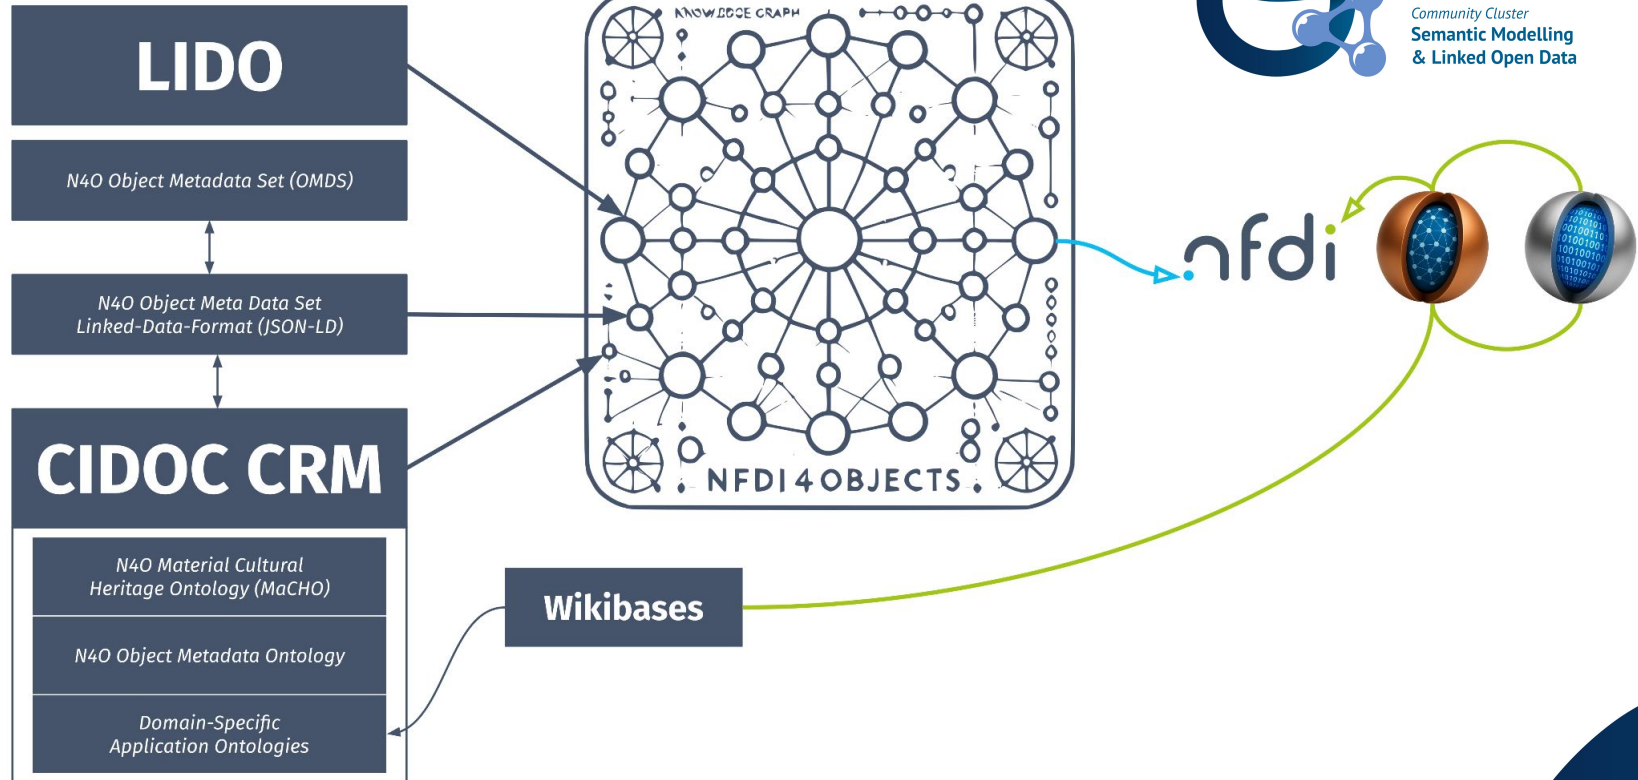 LIDO
N4O Object Metadata Set (OMDS)
N4O Object Meta Data Set
Linked-Data-Format (JSON-LD)
CIDOC CRM
N4O Material Cultural
Heritage Ontology (MaCHO)
N4O Object Metadata Ontology
Domain-Specific
Application Ontologies
Wikibases
KNOWLEDGE GRAPH
NFDI4OBJECTS
Community Cluster
Semantic Modelling
& Linked Open Data
nfdi